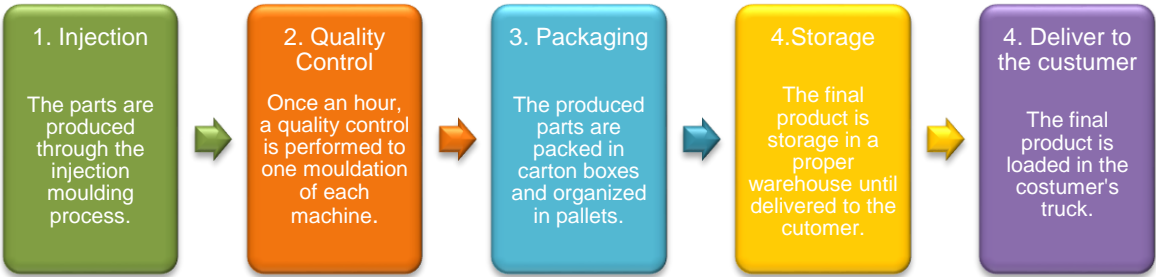 1. Injection
The parts are
produced
through the
injection
moulding
process.
2. Quality
Control
Once an hour,
a quality control
is performed to
one mouldation
of each
machine.
3. Packaging
The produced
parts are
packed in
carton boxes
and organized
in pallets.
4.Storage
The final
product is
storage in a
proper
warehouse until
delivered to the
cutomer.
4. Deliver to
the custumer
The final
product is
loaded in the
costumer's
truck.